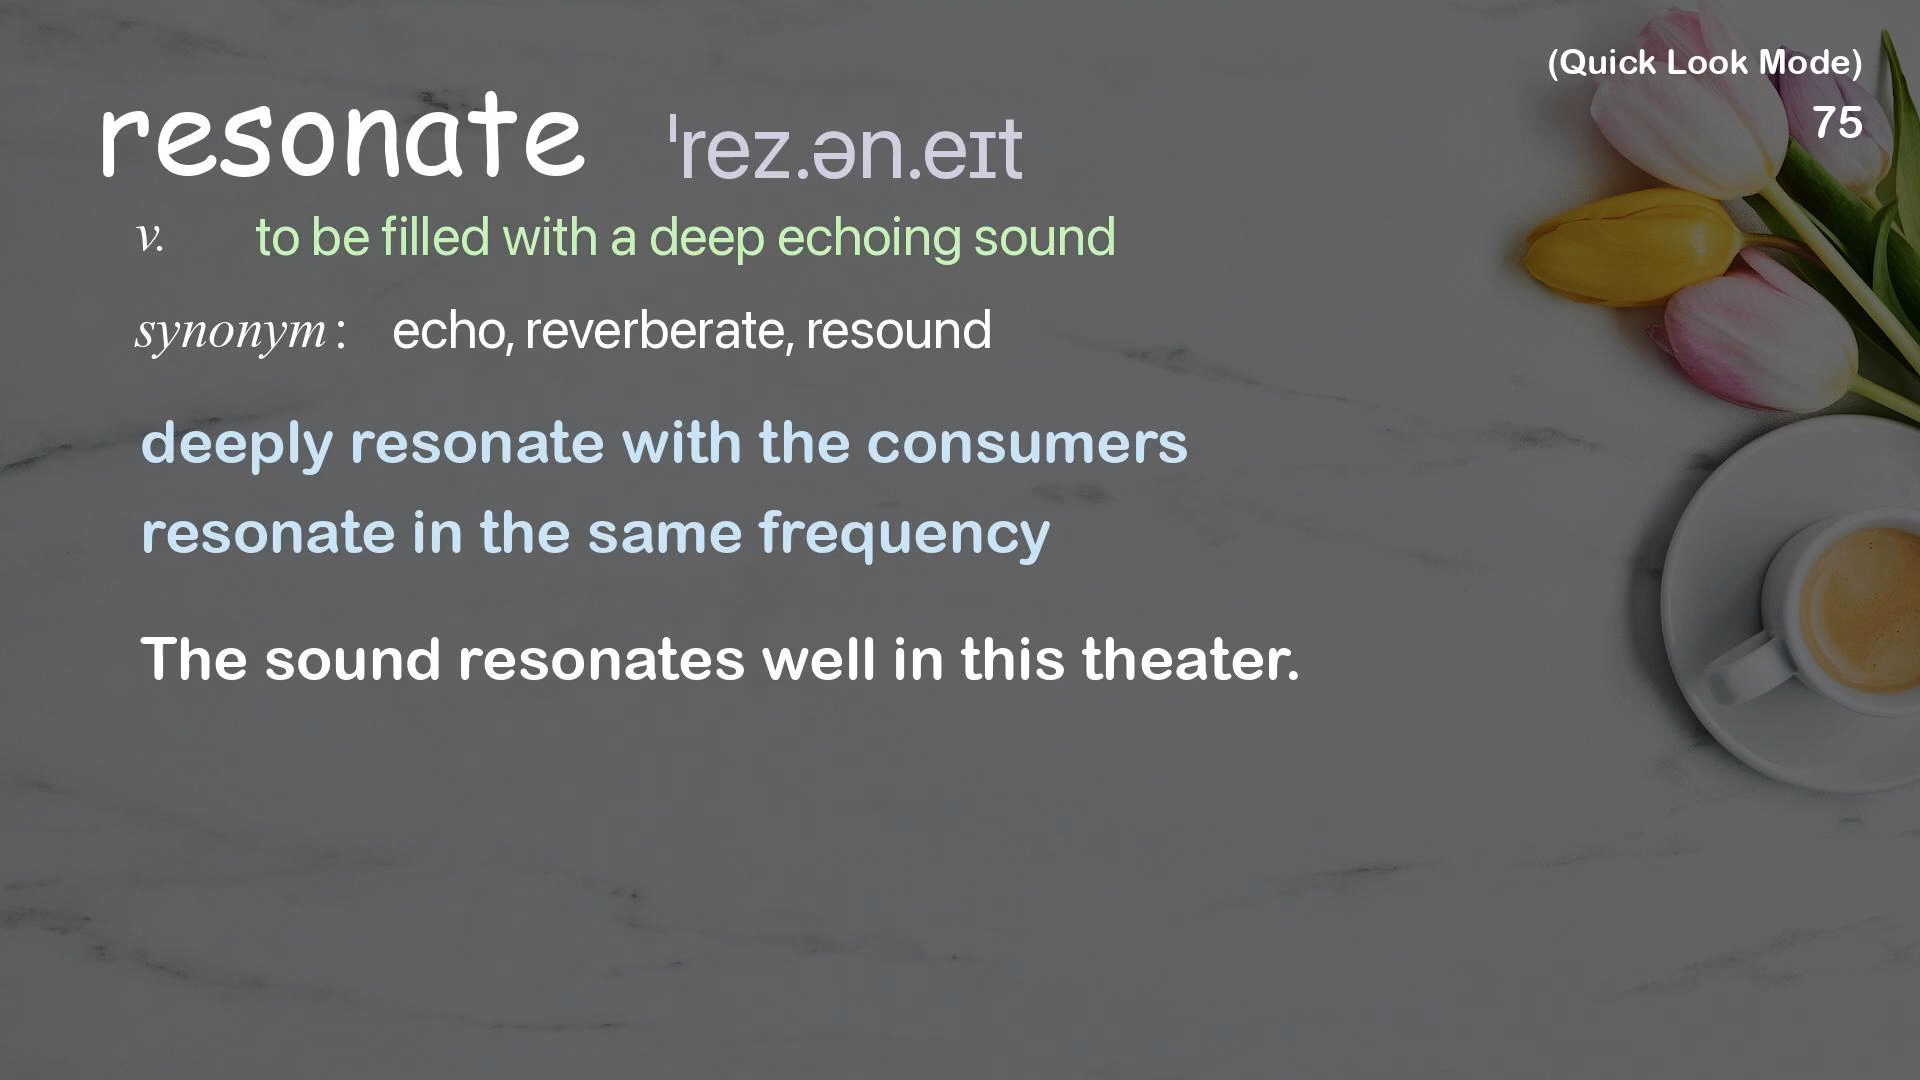 (Quick Look Mode)
75
resonate ˈrez.ən.eɪt
v. to be filled with a deep echoing sound
synonym: echo, reverberate, resound
deeply resonate with the consumers
resonate in the same frequency
The sound resonates well in this theater.